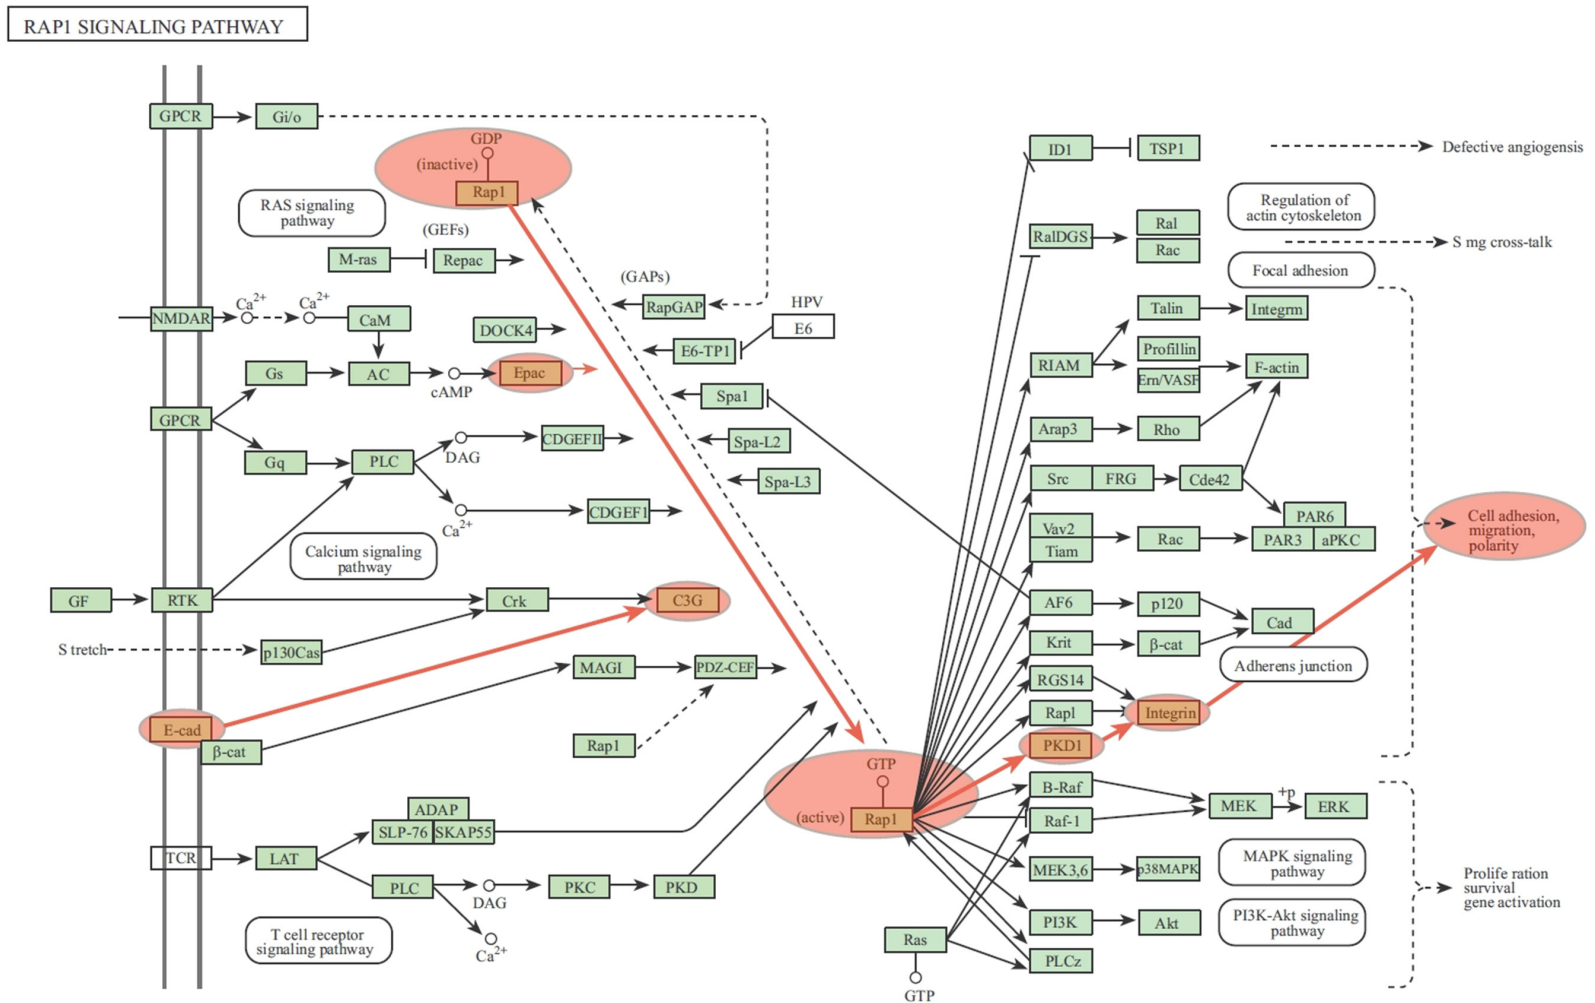 RAP1 SIGNALING PATHWAY
GPCR
Gi/o
GDP
(inactive)
Rap1
RAS signaling
pathway
(GEFs)
M-ras
Repac
(GAPs)
RapGAP
HPV
E6
NMDAR
Ca2+
Ca2+
CaM
DOCK4
E6-TP1
Gs
AC
cAMP
Epac
Spa1
GPCR
Gq
PLC
DAG
CDGEFII
Spa-L2
Spa-L3
Ca2+
CDGEF1
Calcium signaling
pathway
GF
RTK
Crk
C3G
S tretch
p130Cas
MAGI
PDZ-CEF
E-cad
β-cat
Rap1
GTP
(active)
Rap1
ADAP
SLP-76
SKAP55
TCR
LAT
PLC
DAG
PKC
PKD
Ca2+
T cell receptor
signaling pathway
Ras
GTP
ID1
TSP1
Defective angiogensis
Regulation of
actin cytoskeleton
RalDGS
Ral
Rac
S mg cross-talk
Focal adhesion
Talin
Integrm
RIAM
Profillin
Ern/VASF
F-actin
Arap3
Rho
Src
FRG
Cde42
PAR6
PAR3
aPKC
Vav2
Tiam
Rac
Cell adhesion,
migration,
polarity
AF6
p120
Cad
Krit
β-cat
Adherens junction
RGS14
Rapl
Integrin
PKD1
B-Raf
Raf-1
MEK
+p
ERK
MEK3,6
p38MAPK
MAPK signaling
pathway
Prolife ration
survival
gene activation
PI3K
Akt
PI3K-Akt signaling
pathway
PLCz